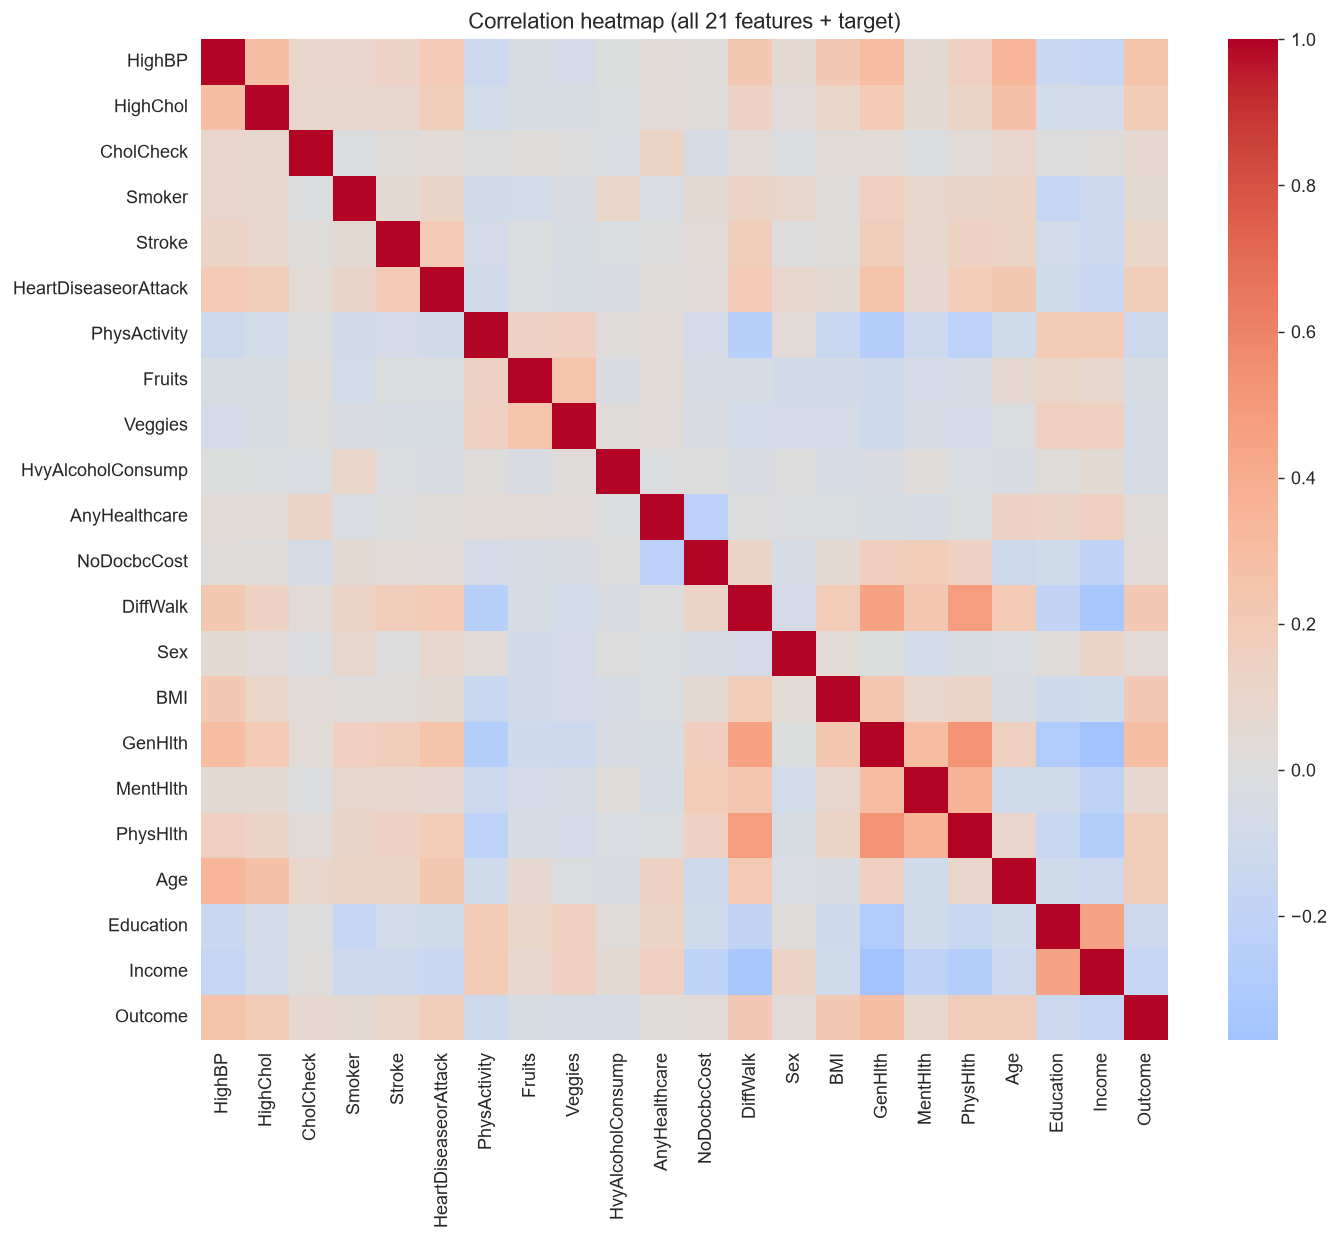 Correlation heatmap (all 21 features + target)
HighBP
HighChol
CholCheck
Smoker
Stroke
HeartDiseaseorAttack
PhysActivity
Fruits
Veggies
HvyAlcoholConsump
AnyHealthcare
NoDocbcCost
DiffWalk
Sex
BMI
GenHlth
MentHlth
PhysHlth
Age
Education
Income
Outcome
HighBP
HighChol
CholCheck
Smoker
Stroke
HeartDiseaseorAttack
PhysActivity
Fruits
Veggies
HvyAlcoholConsump
AnyHealthcare
NoDocbcCost
DiffWalk
Sex
BMI
GenHlth
MentHlth
PhysHlth
Age
Education
Income
Outcome
1.0
0.8
0.6
0.4
0.2
0.0
−0.2